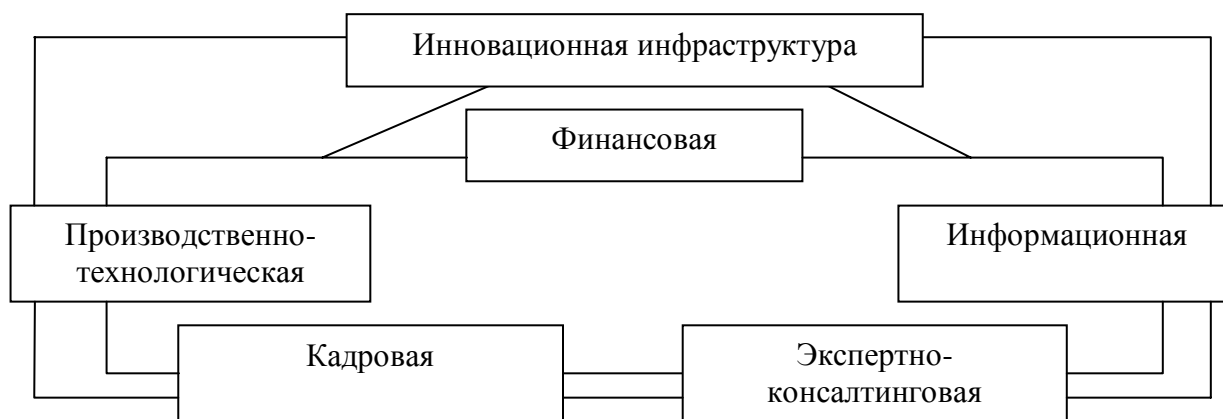 Инновационная инфраструктура
Финансовая
Производственно-
технологическая
Информационная
Кадровая
Экспертно-
консалтинговая